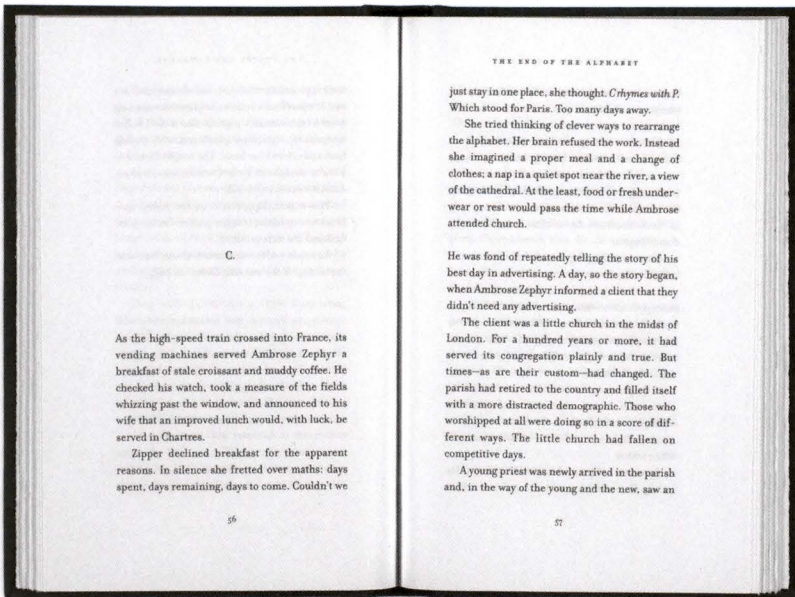 C.
As the high-speed train crossed into France, its
vending machines served Ambrose Zephyr a
breakfast of stale croissant and muddy coffee. He
checked his watch, took a measure of the fields
whizzing past the window, and announced to his
wife that an improved lunch would, with luck, be
served in Chartres.
Zipper declined breakfast for the apparent
reasons. In silence she fretted over maths: days
spent, days remaining, days to come. Couldn't we
56
THE END OF THE ALPHABET
just stay in one place, she thought. C rhymes with P.
Which stood for Paris. Too many days away.
She tried thinking of clever ways to rearrange
the alphabet. Her brain refused the work. Instead
she imagined a proper meal and a change of
clothes; a nap in a quiet spot near the river, a view
of the cathedral. At the least, food or fresh under-
wear or rest would pass the time while Ambrose
attended church.
He was fond of repeatedly telling the story of his
best day in advertising. A day, so the story began,
when Ambrose Zephyr informed a client that they
didn't need any advertising.
The client was a little church in the midst of
London. For a hundred years or more, it had
served its congregation plainly and true. But
times—as are their custom—had changed. The
parish had retired to the country and filled itself
with a more distracted demographic. Those who
worshipped at all were doing so in a score of dif-
ferent ways. The little church had fallen on
competitive days.
A young priest was newly arrived in the parish
and, in the way of the young and the new, saw an
57